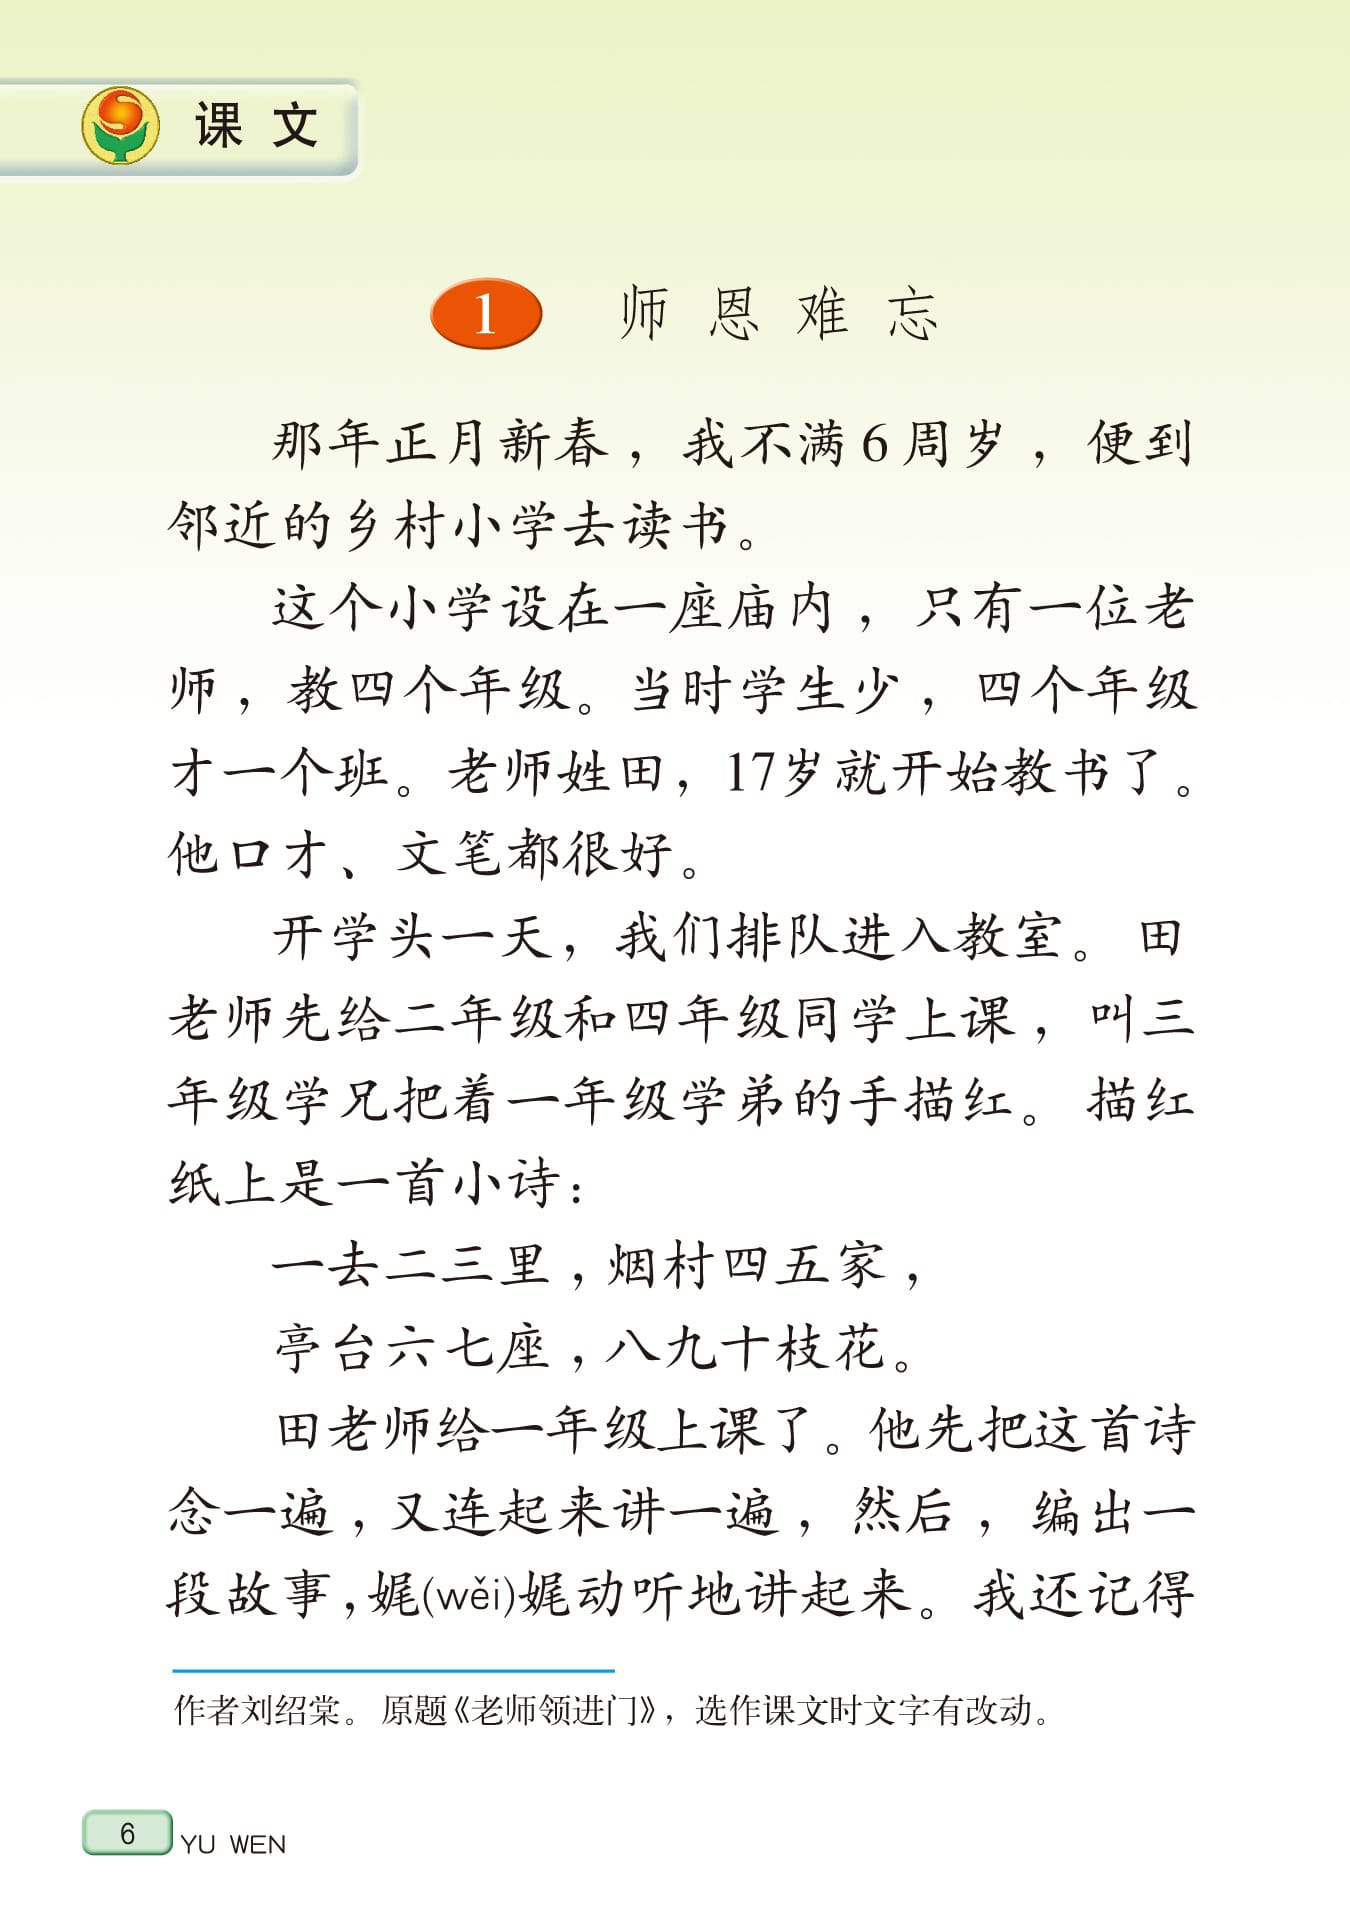 课文
1 师恩难忘
那年正月新春，我不满6周岁，便到
邻近的乡村小学去读书。
这个小学设在一座庙内，只有一位老
师，教四个年级。当时学生少，四个年级
才一个班。老师姓田，17岁就开始教书了。
他口才、文笔都很好。
开学头一天，我们排队进入教室。田
老师先给二年级和四年级同学上课，叫三
年级学兄把着一年级学弟的手描红。描红
纸上是一首小诗：
一去二三里，烟村四五家，
亭台六七座，八九十枝花。
田老师给一年级上课了。他先把这首诗
念一遍，又连起来讲一遍，然后，编出一
段故事，娓(wěi)娓动听地讲起来。我还记得
作者刘绍棠。原题《老师领进门》，选作课文时文字有改动。
6 YU WEN